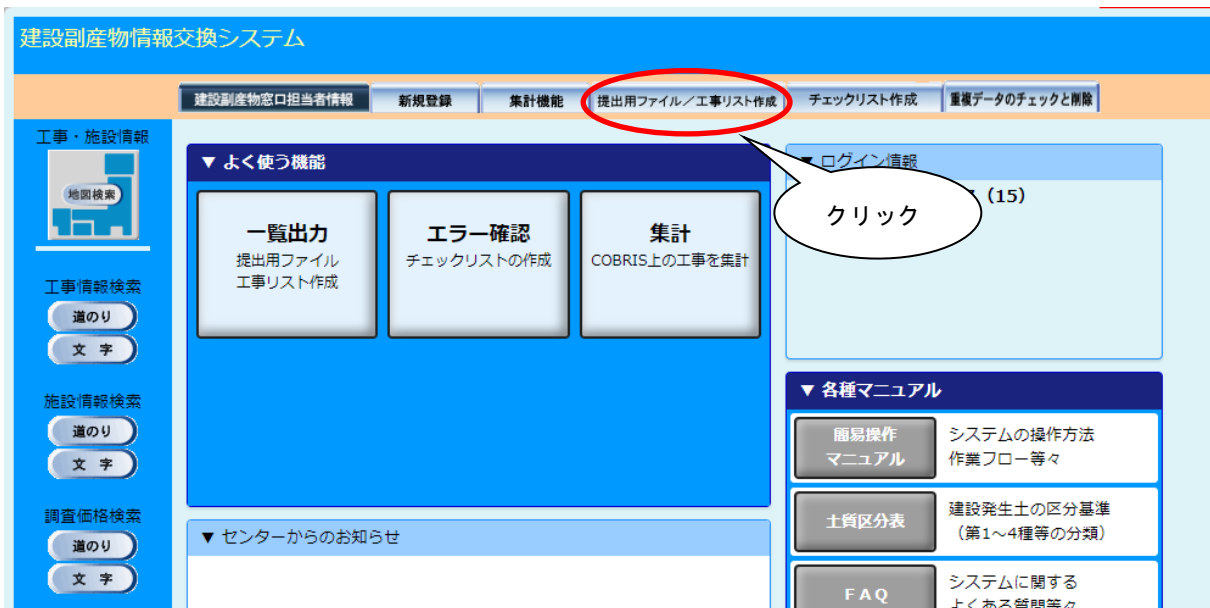 建設副産物情報交換システム
建設副産物窓口担当者情報 新規登録 集計機能 提出用ファイル／工事リスト作成 チェックリスト作成 重複データのチェックと削除
工事・施設情報
地図検索
工事情報検索
道のり
文 字
施設情報検索
道のり
文 字
調査価格検索
道のり
文 字
▼ よく使う機能
一覧出力
提出用ファイル
工事リスト作成
エラー確認
チェックリストの作成
集計
COBRIS上の工事を集計
▼ センターからのお知らせ
クリック
▼ ログイン情報
（15）
▼ 各種マニュアル
簡易操作
マニュアル
システムの操作方法
作業フロー等々
土質区分表
建設発生土の区分基準
（第1～4種等の分類）
ＦＡＱ
システムに関する
よくある質問等々